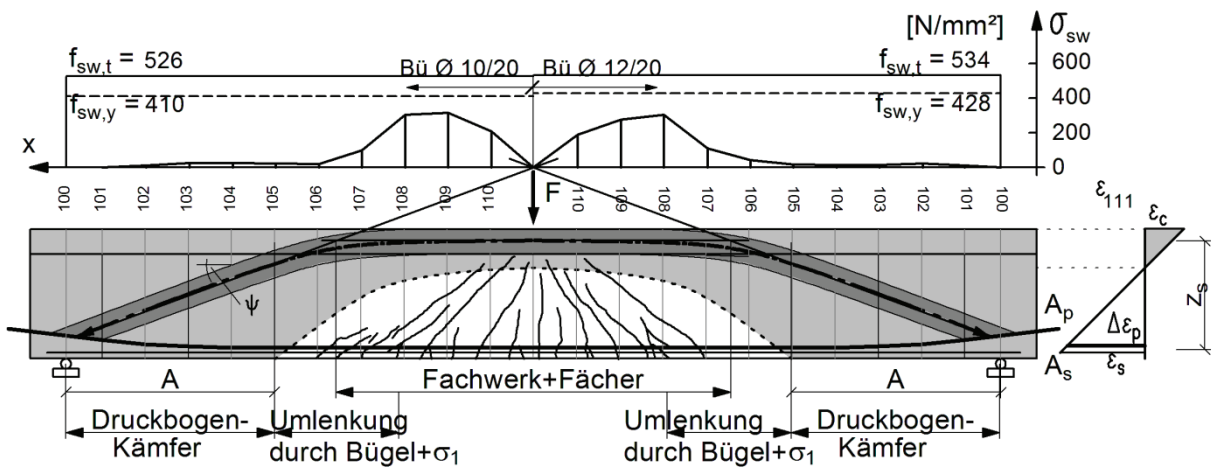 [N/mm²] σsw
fsw,t = 526
Bü Ø 10/20 Bü Ø 12/20
fsw,t = 534
600
fsw,y = 410
fsw,y = 428
400
200
x
0
100 101 102 103 104 105 106 107 108 109 110 F 110 109 108 107 106 105 104 103 102 101 100
ε111
εc
ψ
zs
Ap
Δεp
As
εs
A Fachwerk+Fächer A
Druckbogen-
Kämfer
Umlenkung
durch Bügel+σ1
Umlenkung
durch Bügel+σ1
Druckbogen-
Kämfer